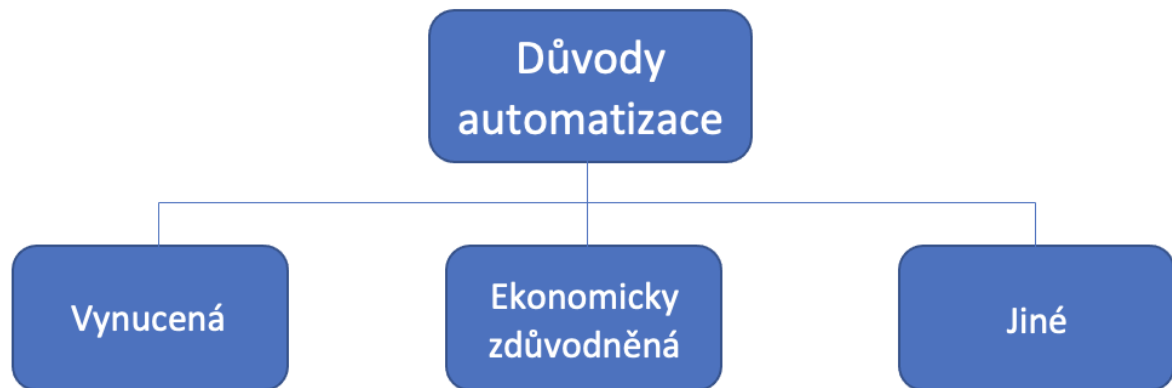 Důvody
automatizace
Vynucená
Ekonomicky
zdůvodněná
Jiné